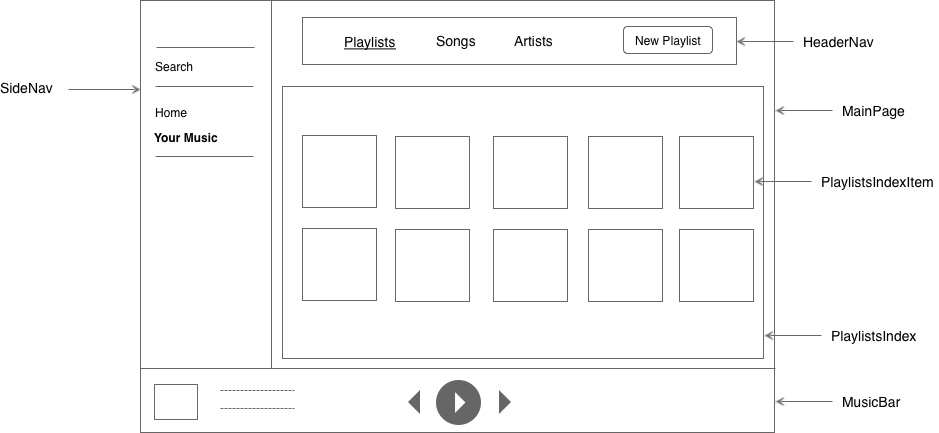 Playlists Songs Artists New Playlist HeaderNav
Search
SideNav
Home
MainPage
Your Music
PlaylistsIndexItem
PlaylistsIndex
MusicBar